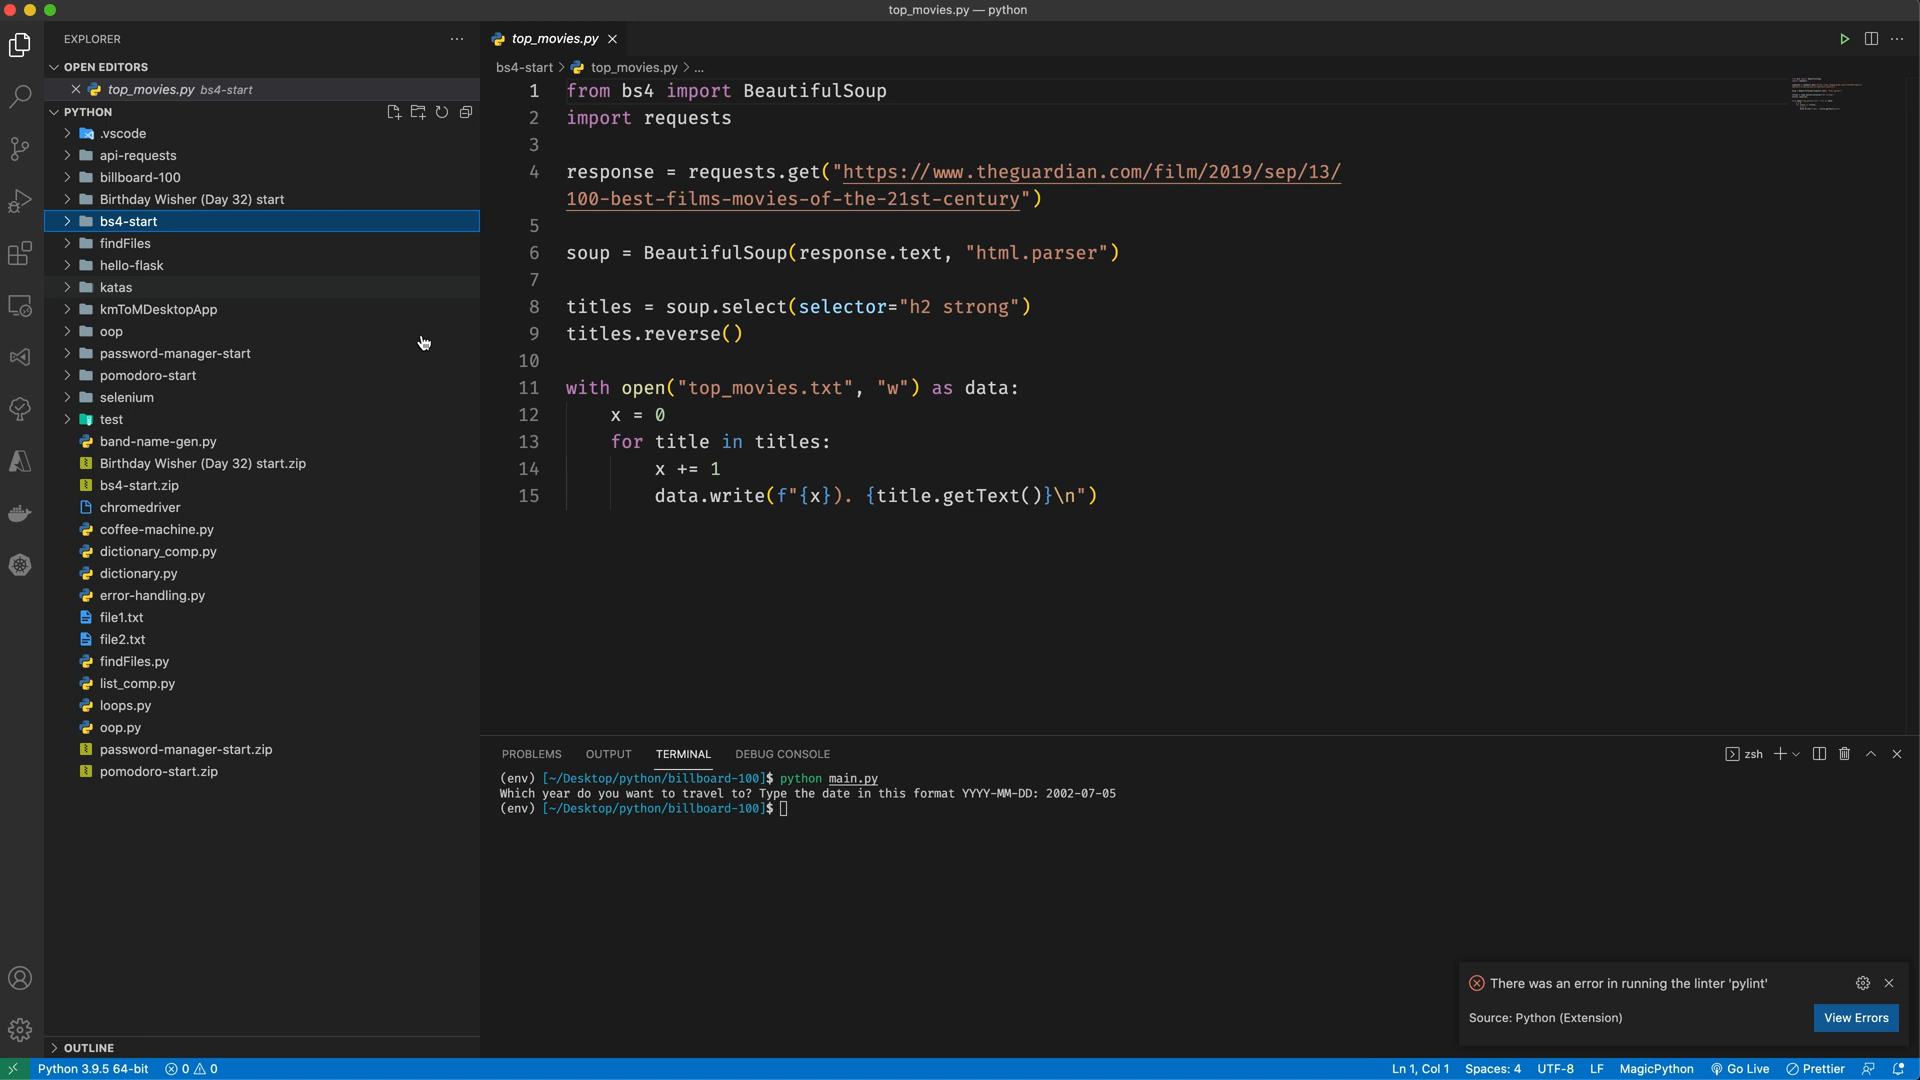 top_movies.py — python
EXPLORER
OPEN EDITORS
top_movies.py bs4-start
PYTHON
.vscode
api-requests
billboard-100
Birthday Wisher (Day 32) start
bs4-start
findFiles
hello-flask
katas
kmToMDesktopApp
oop
password-manager-start
pomodoro-start
selenium
test
band-name-gen.py
Birthday Wisher (Day 32) start.zip
bs4-start.zip
chromedriver
coffee-machine.py
dictionary_comp.py
dictionary.py
error-handling.py
file1.txt
file2.txt
findFiles.py
list_comp.py
loops.py
oop.py
password-manager-start.zip
pomodoro-start.zip
OUTLINE
top_movies.py
bs4-start > top_movies.py > ...
1 from bs4 import BeautifulSoup
2 import requests
3
4 response = requests.get("https://www.theguardian.com/film/2019/sep/13/
100-best-films-movies-of-the-21st-century")
5
6 soup = BeautifulSoup(response.text, "html.parser")
7
8 titles = soup.select(selector="h2 strong")
9 titles.reverse()
10
11 with open("top_movies.txt", "w") as data:
12 x = 0
13 for title in titles:
14 x += 1
15 data.write(f"{x}). {title.getText()}\n")
PROBLEMS OUTPUT TERMINAL DEBUG CONSOLE
zsh
(env) [~/Desktop/python/billboard-100]$ python main.py
Which year do you want to travel to? Type the date in this format YYYY-MM-DD: 2002-07-05
(env) [~/Desktop/python/billboard-100]$
There was an error in running the linter 'pylint'
Source: Python (Extension)
View Errors
Python 3.9.5 64-bit 0 0 Ln 1, Col 1 Spaces: 4 UTF-8 LF MagicPython Go Live Prettier